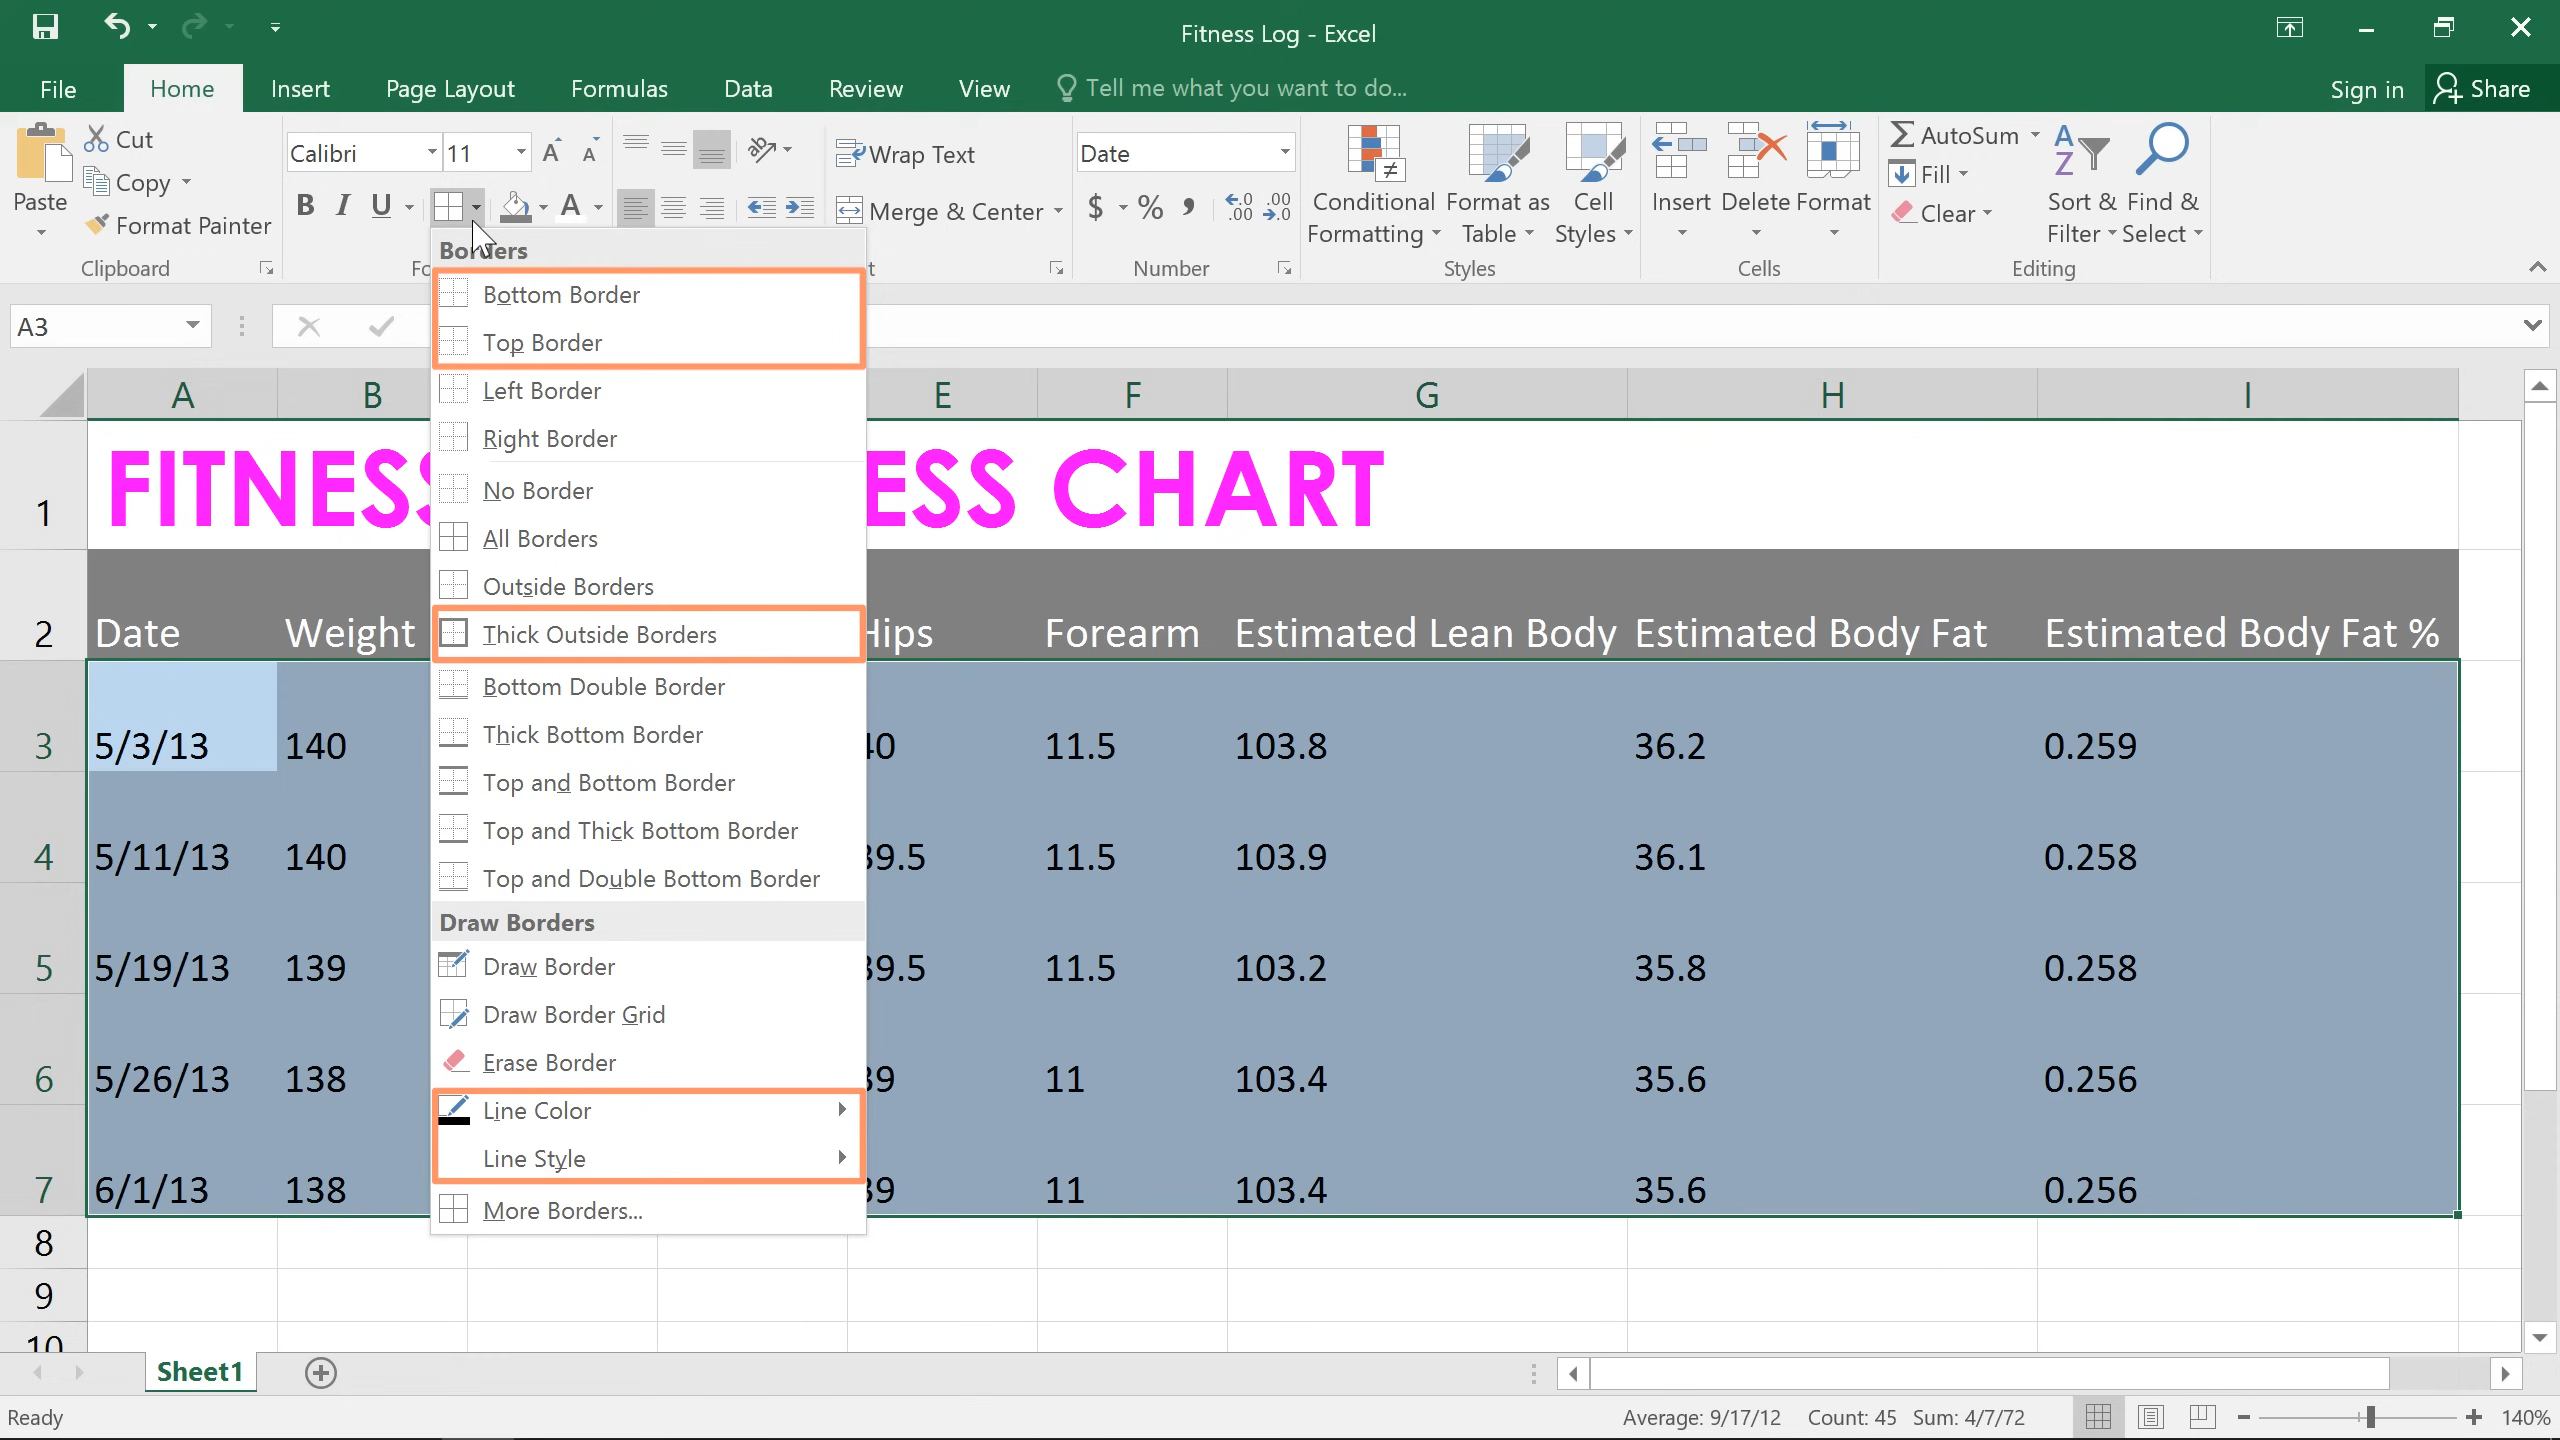 Fitness Log - Excel
File Home Insert Page Layout Formulas Data Review View Tell me what you want to do... Sign in Share
Paste
Cut
Copy
Format Painter
Clipboard
Calibri 11
B I U
Wrap Text
Merge & Center
Date
$ % ,
Number
Conditional Formatting
Format as Table
Cell Styles
Styles
Insert Delete Format
Cells
AutoSum
Fill
Clear
Sort & Filter
Find & Select
Editing
A3
Borders
Bottom Border
Top Border
Left Border
Right Border
No Border
All Borders
Outside Borders
Thick Outside Borders
Bottom Double Border
Thick Bottom Border
Top and Bottom Border
Top and Thick Bottom Border
Top and Double Bottom Border
Draw Borders
Draw Border
Draw Border Grid
Erase Border
Line Color
Line Style
More Borders...
A B E F G H I
1 FITNESS ESS CHART
2 Date Weight Hips Forearm Estimated Lean Body Estimated Body Fat Estimated Body Fat %
3 5/3/13 140 40 11.5 103.8 36.2 0.259
4 5/11/13 140 39.5 11.5 103.9 36.1 0.258
5 5/19/13 139 39.5 11.5 103.2 35.8 0.258
6 5/26/13 138 39 11 103.4 35.6 0.256
7 6/1/13 138 39 11 103.4 35.6 0.256
8
9
10
Sheet1
Ready Average: 9/17/12 Count: 45 Sum: 4/7/72 140%